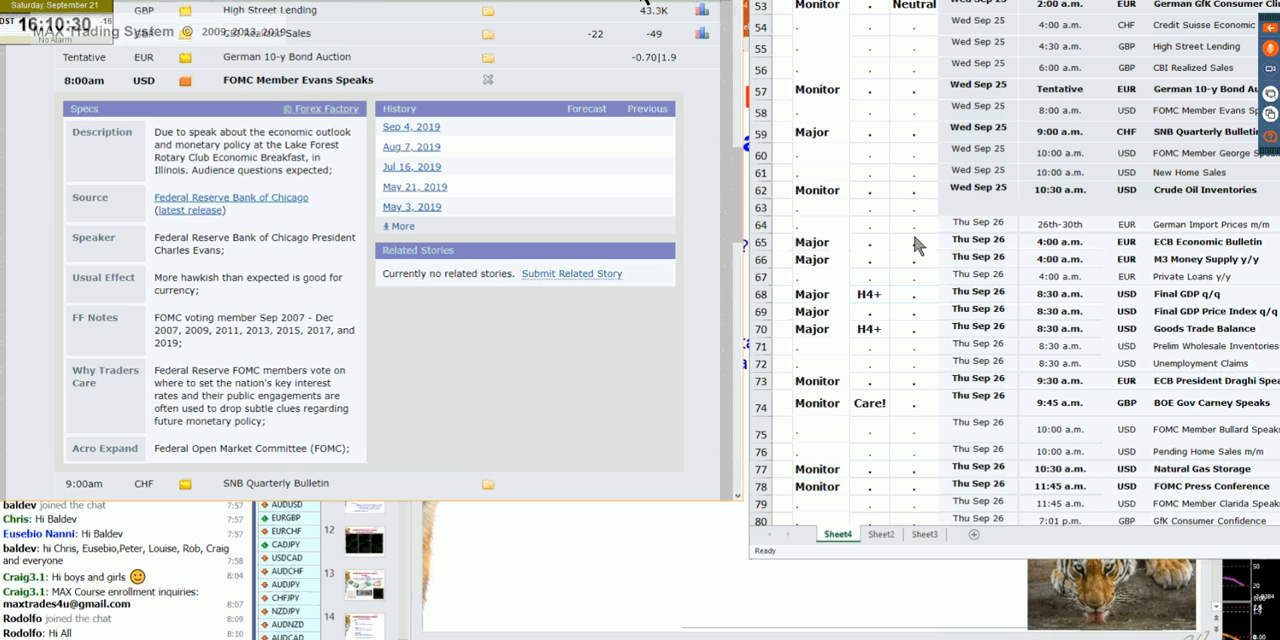 Saturday, September 21
DST
16:10:30
No Alarm
MAX Trading System © 2009, 2013, 2019
GBP High Street Lending 43.3K
-22 -49
Tentative EUR German 10-y Bond Auction -0.70|1.9
8:00am USD FOMC Member Evans Speaks
Specs © Forex Factory
Description Due to speak about the economic outlook
and monetary policy at the Lake Forest
Rotary Club Economic Breakfast, in
Illinois. Audience questions expected;
Source Federal Reserve Bank of Chicago
(latest release)
Speaker Federal Reserve Bank of Chicago President
Charles Evans;
Usual Effect More hawkish than expected is good for
currency;
FF Notes FOMC voting member Sep 2007 - Dec
2007, 2009, 2011, 2013, 2015, 2017, and
2019;
Why Traders Care Federal Reserve FOMC members vote on
where to set the nation's key interest
rates and their public engagements are
often used to drop subtle clues regarding
future monetary policy;
Acro Expand Federal Open Market Committee (FOMC);
History Forecast Previous
Sep 4, 2019
Aug 7, 2019
Jul 16, 2019
May 21, 2019
May 3, 2019
More
Related Stories
Currently no related stories. Submit Related Story
9:00am CHF SNB Quarterly Bulletin
53 Monitor . Neutral Wed Sep 25 2:00 a.m. EUR German GfK Consumer Cli
54 . . . Wed Sep 25 4:00 a.m. CHF Credit Suisse Economic
55 . . . Wed Sep 25 4:30 a.m. GBP High Street Lending
56 . . . Wed Sep 25 6:00 a.m. GBP CBI Realized Sales
57 Monitor . . Wed Sep 25 Tentative EUR German 10-y Bond Au
58 . . . Wed Sep 25 8:00 a.m. USD FOMC Member Evans Sp
59 Major . . Wed Sep 25 9:00 a.m. CHF SNB Quarterly Bulletin
60 . . . Wed Sep 25 10:00 a.m. USD FOMC Member George Sp
61 . . . Wed Sep 25 10:00 a.m. USD New Home Sales
62 Monitor . . Wed Sep 25 10:30 a.m. USD Crude Oil Inventories
63 . . .
64 . . . Thu Sep 26 26th-30th EUR German Import Prices m/m
65 Major . . Thu Sep 26 4:00 a.m. EUR ECB Economic Bulletin
66 Major . . Thu Sep 26 4:00 a.m. EUR M3 Money Supply y/y
67 . . . Thu Sep 26 4:00 a.m. EUR Private Loans y/y
68 Major H4+ . Thu Sep 26 8:30 a.m. USD Final GDP q/q
69 Major . . Thu Sep 26 8:30 a.m. USD Final GDP Price Index q/q
70 Major H4+ . Thu Sep 26 8:30 a.m. USD Goods Trade Balance
71 . . . Thu Sep 26 8:30 a.m. USD Prelim Wholesale Inventories
72 . . . Thu Sep 26 8:30 a.m. USD Unemployment Claims
73 Monitor . . Thu Sep 26 9:30 a.m. EUR ECB President Draghi Spea
74 Monitor Care! . Thu Sep 26 9:45 a.m. GBP BOE Gov Carney Speaks
75 . . . Thu Sep 26 10:00 a.m. USD FOMC Member Bullard Speaks
76 . . . Thu Sep 26 10:00 a.m. USD Pending Home Sales m/m
77 Monitor . . Thu Sep 26 10:30 a.m. USD Natural Gas Storage
78 Monitor . . Thu Sep 26 11:45 a.m. USD FOMC Press Conference
79 . . . Thu Sep 26 11:45 a.m. USD FOMC Member Clarida Speaks
80 . . . Thu Sep 26 7:01 p.m. GBP GfK Consumer Confidence
Sheet4 Sheet2 Sheet3
Ready
baldev joined the chat 7:57
Chris: Hi Baldev 7:57
Eusebio Nanni: Hi Baldev 7:57
baldev: hi Chris, Eusebio,Peter, Louise, Rob, Craig
and everyone 7:58
Craig3.1: Hi boys and girls 8:04
Craig3.1: MAX Course enrollment inquiries:
maxtrades4u@gmail.com 8:07
Rodolfo joined the chat 8:09
Rodolfo: Hi All 8:10
AUDUSD
EURGBP
EURCHF
CADJPY
USDCAD
AUDCHF
AUDJPY
CHFJPY
NZDJPY
AUDNZD
AUDCAD
12
13
14